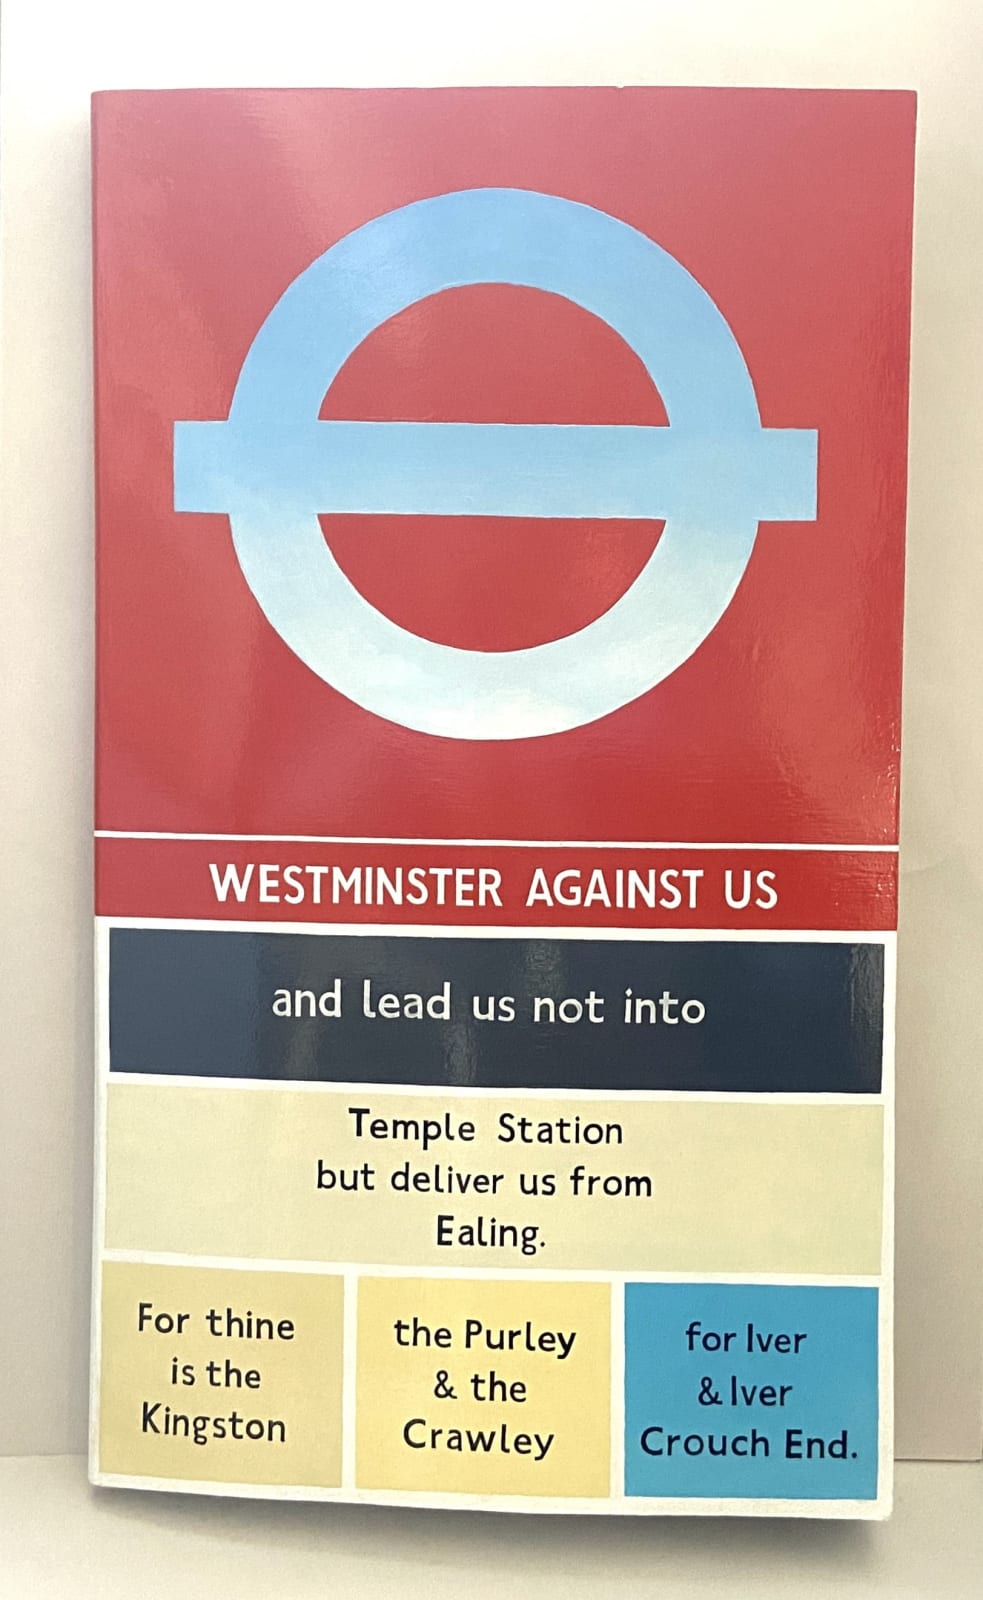 WESTMINSTER AGAINST US
and lead us not into
Temple Station
but deliver us from
Ealing.
For thine
is the
Kingston
the Purley
& the
Crawley
for Iver
& Iver
Crouch End.